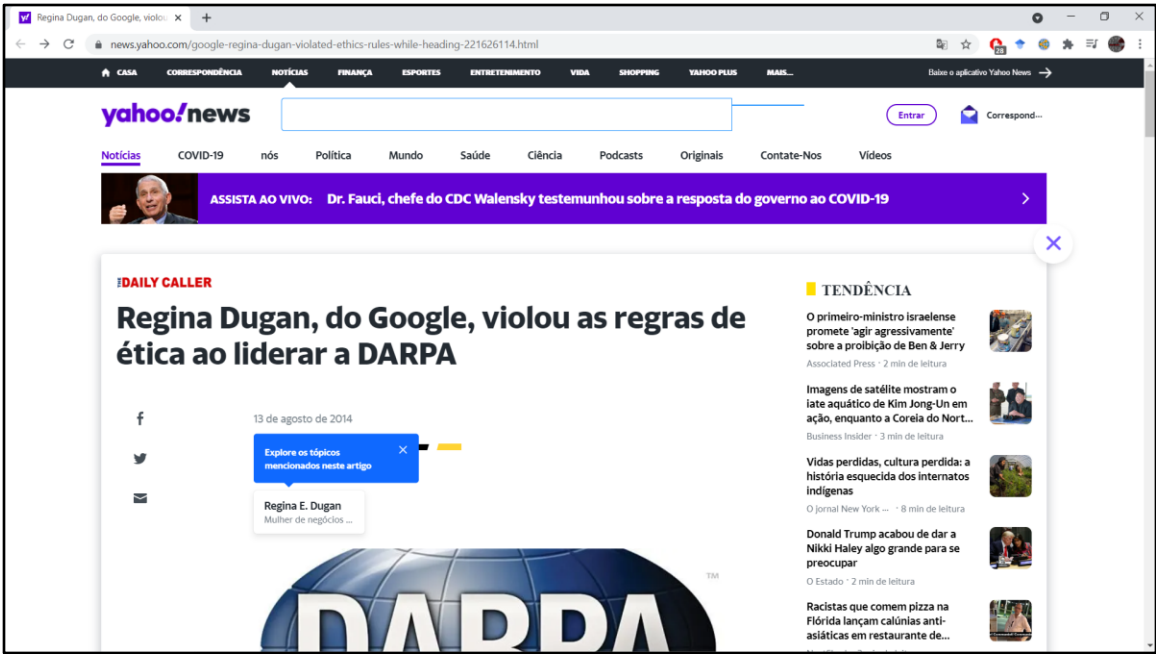 Regina Dugan, do Google, violou
news.yahoo.com/google-regina-dugan-violated-ethics-rules-while-heading-221626114.html
28
CASA CORRESPONDÊNCIA NOTÍCIAS FINANÇA ESPORTES ENTRETENIMENTO VIDA SHOPPING YAHOO PLUS MAIS... Baixe o aplicativo Yahoo News
yahoo!news
Entrar
Correspond...
Notícias COVID-19 nós Política Mundo Saúde Ciência Podcasts Originais Contate-Nos Vídeos
ASSISTA AO VIVO: Dr. Fauci, chefe do CDC Walensky testemunhou sobre a resposta do governo ao COVID-19
THE DAILY CALLER
Regina Dugan, do Google, violou as regras de
ética ao liderar a DARPA
13 de agosto de 2014
Explore os tópicos
mencionados neste artigo
Regina E. Dugan
Mulher de negócios ...
DARPA
TM
TENDÊNCIA
O primeiro-ministro israelense
promete 'agir agressivamente'
sobre a proibição de Ben & Jerry
Associated Press · 2 min de leitura
Imagens de satélite mostram o
iate aquático de Kim Jong-Un em
ação, enquanto a Coreia do Nort...
Business Insider · 3 min de leitura
Vidas perdidas, cultura perdida: a
história esquecida dos internatos
indígenas
O jornal New York ... · 8 min de leitura
Donald Trump acabou de dar a
Nikki Haley algo grande para se
preocupar
O Estado · 2 min de leitura
Racistas que comem pizza na
Flórida lançam calúnias anti-
asiáticas em restaurante de...